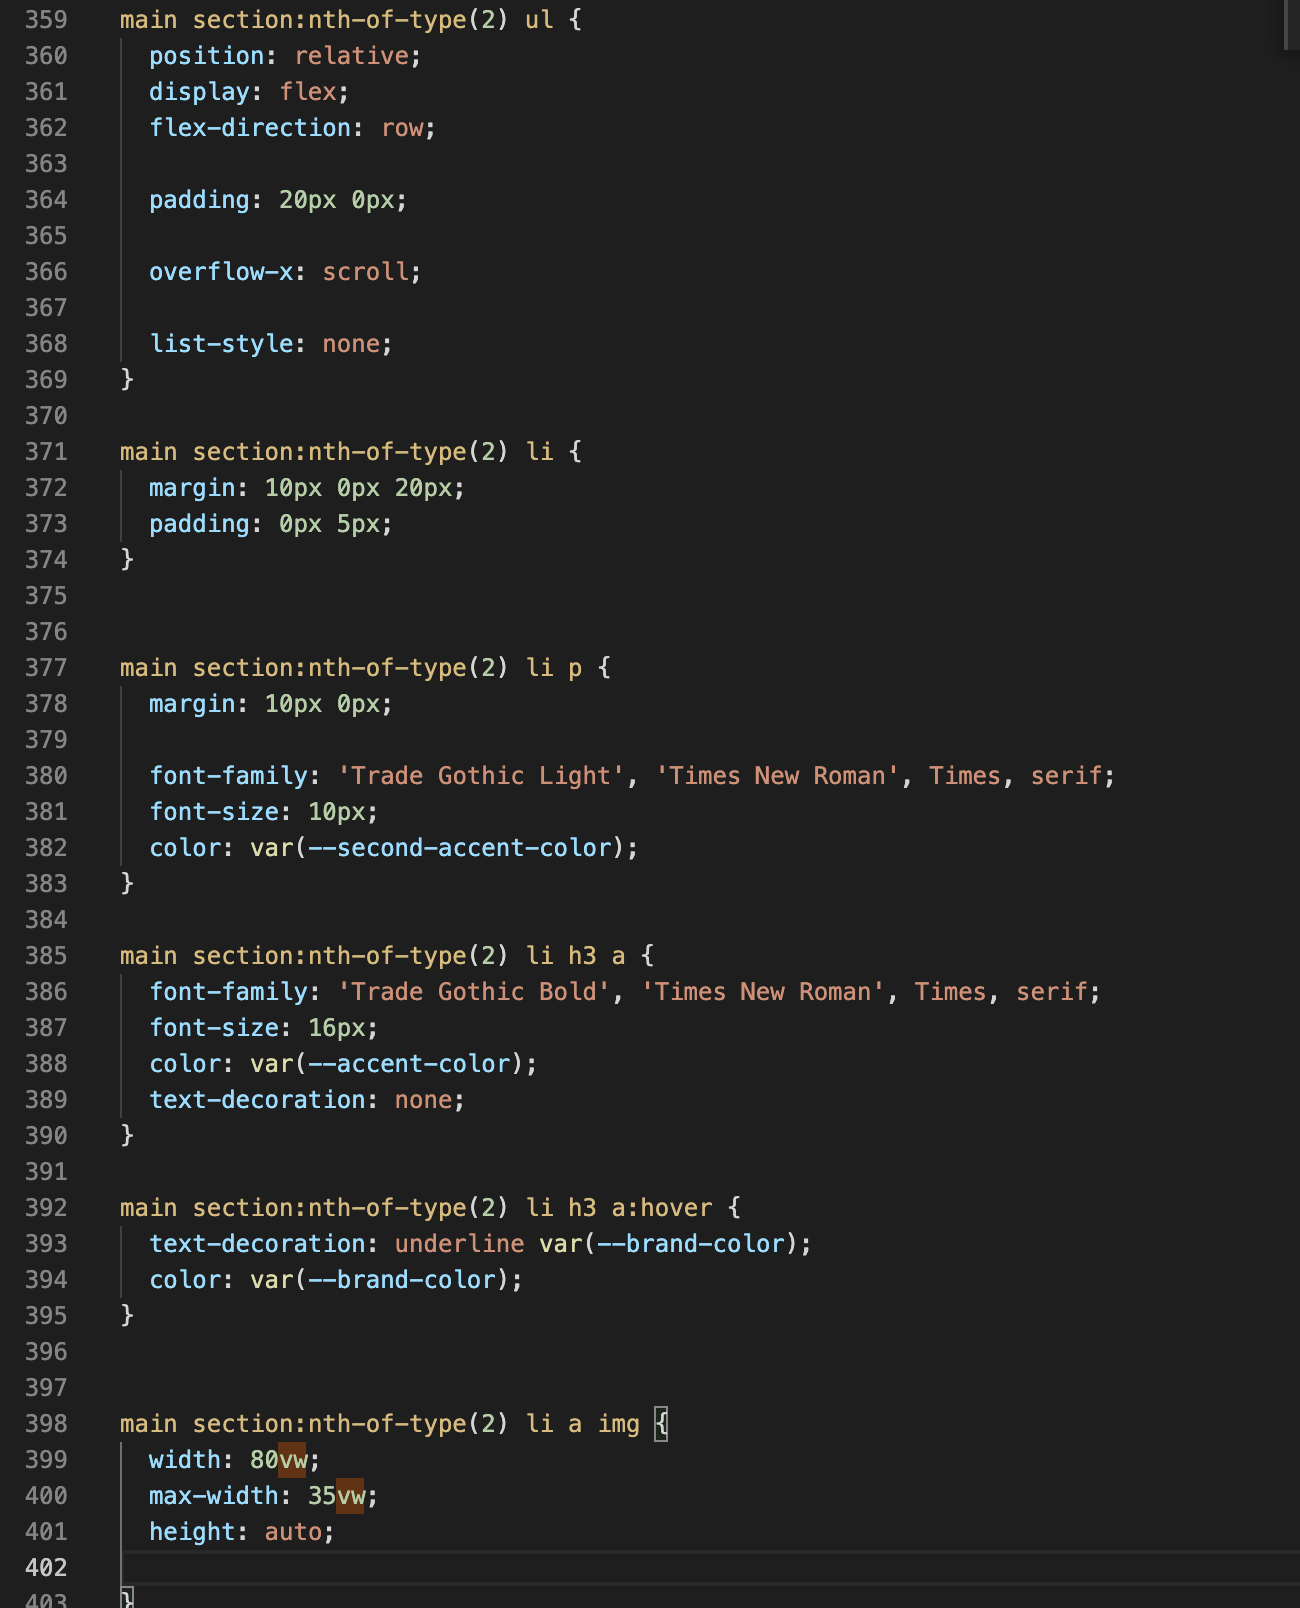 359 main section:nth-of-type(2) ul {
360 position: relative;
361 display: flex;
362 flex-direction: row;
363
364 padding: 20px 0px;
365
366 overflow-x: scroll;
367
368 list-style: none;
369 }
370
371 main section:nth-of-type(2) li {
372 margin: 10px 0px 20px;
373 padding: 0px 5px;
374 }
375
376
377 main section:nth-of-type(2) li p {
378 margin: 10px 0px;
379
380 font-family: 'Trade Gothic Light', 'Times New Roman', Times, serif;
381 font-size: 10px;
382 color: var(--second-accent-color);
383 }
384
385 main section:nth-of-type(2) li h3 a {
386 font-family: 'Trade Gothic Bold', 'Times New Roman', Times, serif;
387 font-size: 16px;
388 color: var(--accent-color);
389 text-decoration: none;
390 }
391
392 main section:nth-of-type(2) li h3 a:hover {
393 text-decoration: underline var(--brand-color);
394 color: var(--brand-color);
395 }
396
397
398 main section:nth-of-type(2) li a img {
399 width: 80vw;
400 max-width: 35vw;
401 height: auto;
402
403 }